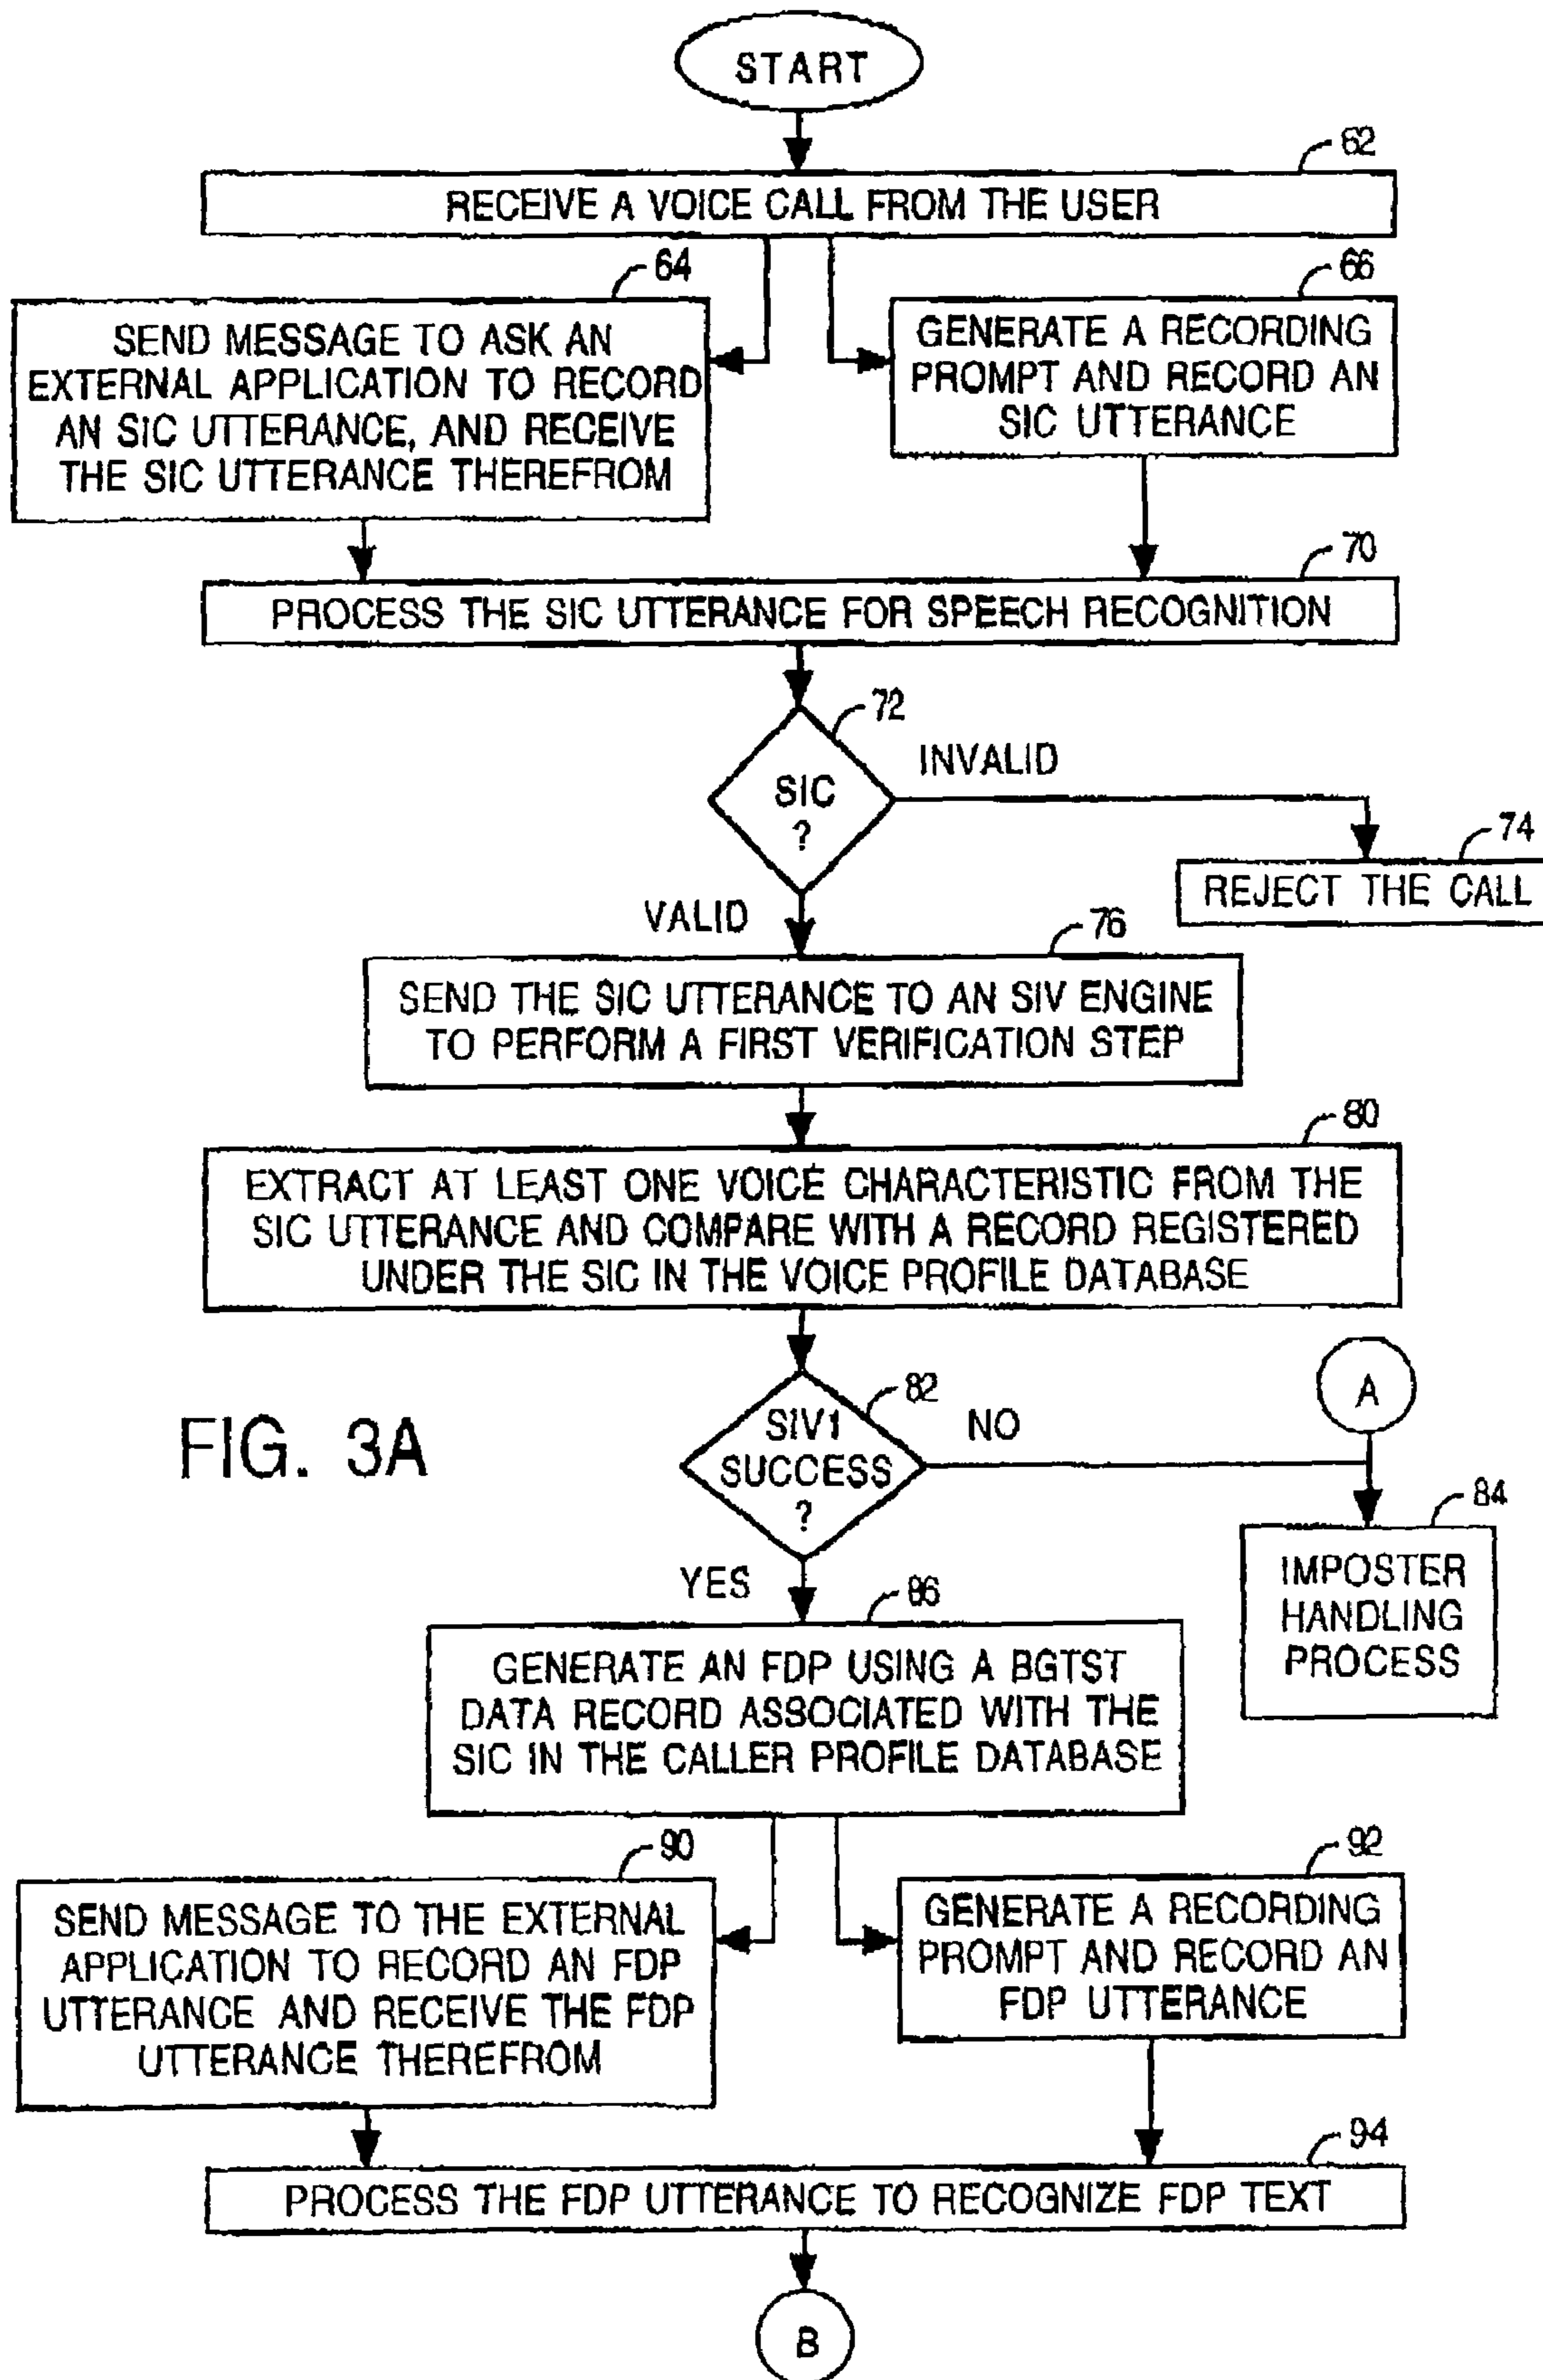 START
62
RECEIVE A VOICE CALL FROM THE USER
64
SEND MESSAGE TO ASK AN
EXTERNAL APPLICATION TO RECORD
AN SIC UTTERANCE, AND RECEIVE
THE SIC UTTERANCE THEREFROM
66
GENERATE A RECORDING
PROMPT AND RECORD AN
SIC UTTERANCE
70
PROCESS THE SIC UTTERANCE FOR SPEECH RECOGNITION
72
SIC
?
INVALID
74
REJECT THE CALL
VALID
76
SEND THE SIC UTTERANCE TO AN SIV ENGINE
TO PERFORM A FIRST VERIFICATION STEP
80
EXTRACT AT LEAST ONE VOICE CHARACTERISTIC FROM THE
SIC UTTERANCE AND COMPARE WITH A RECORD REGISTERED
UNDER THE SIC IN THE VOICE PROFILE DATABASE
82
SIV1
SUCCESS
?
NO
A
FIG. 3A
84
IMPOSTER
HANDLING
PROCESS
YES
86
GENERATE AN FDP USING A BGTST
DATA RECORD ASSOCIATED WITH THE
SIC IN THE CALLER PROFILE DATABASE
90
SEND MESSAGE TO THE EXTERNAL
APPLICATION TO RECORD AN FDP
UTTERANCE AND RECEIVE THE FDP
UTTERANCE THEREFROM
92
GENERATE A RECORDING
PROMPT AND RECORD AN
FDP UTTERANCE
94
PROCESS THE FDP UTTERANCE TO RECOGNIZE FDP TEXT
B